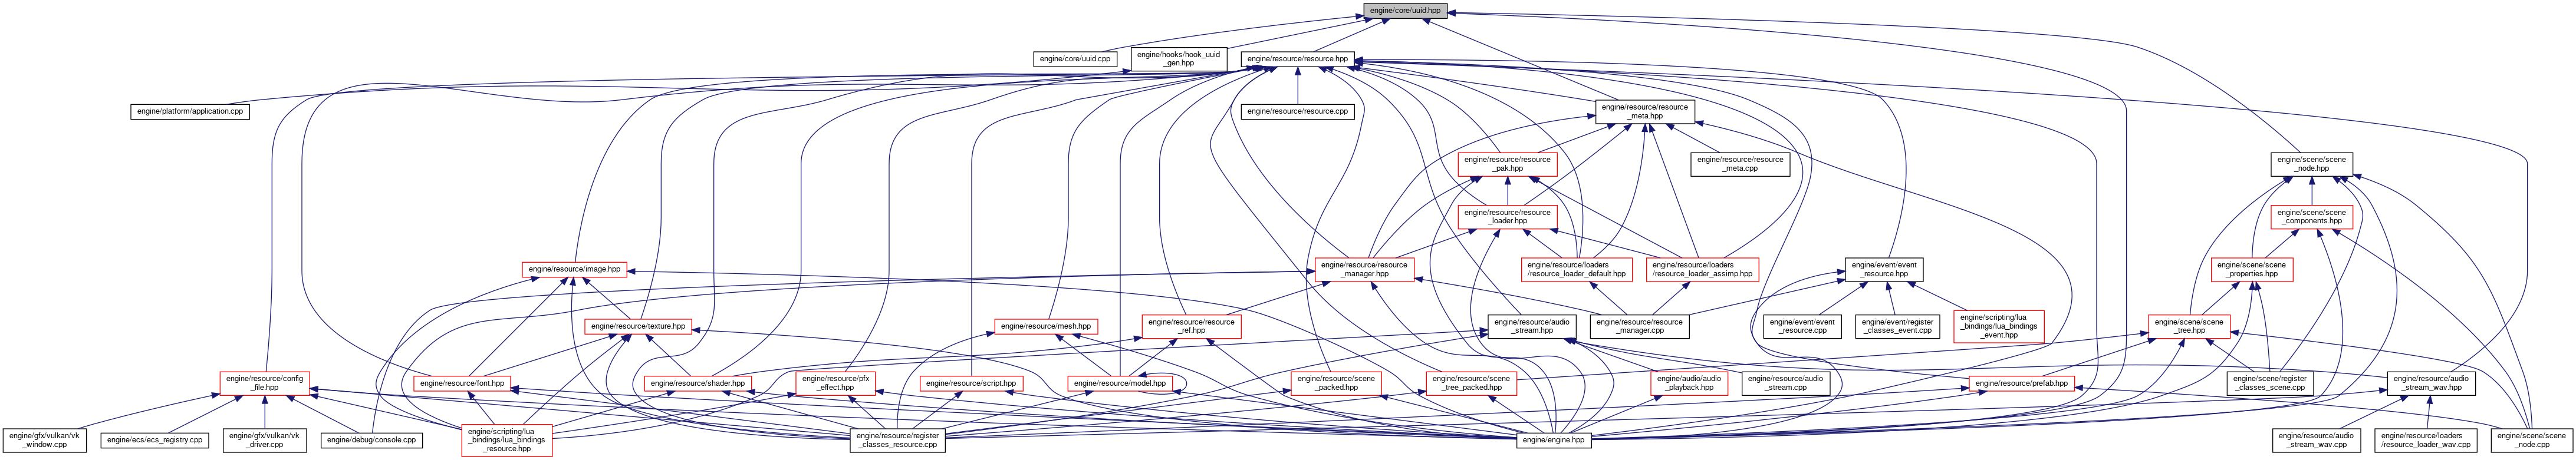 engine/core/uuid.hpp
engine/core/uuid.cpp
engine/hooks/hook_uuid
_gen.hpp
engine/resource/resource.hpp
engine/platform/application.cpp
engine/resource/resource.cpp
engine/resource/resource
_meta.hpp
engine/resource/resource
_pak.hpp
engine/resource/resource
_meta.cpp
engine/scene/scene
_node.hpp
engine/resource/resource
_loader.hpp
engine/scene/scene
_components.hpp
engine/resource/image.hpp
engine/resource/resource
_manager.hpp
engine/resource/loaders
/resource_loader_default.hpp
engine/resource/loaders
/resource_loader_assimp.hpp
engine/event/event
_resource.hpp
engine/scene/scene
_properties.hpp
engine/resource/texture.hpp
engine/resource/mesh.hpp
engine/resource/resource
_ref.hpp
engine/resource/audio
_stream.hpp
engine/resource/resource
_manager.cpp
engine/event/event
_resource.cpp
engine/event/register
_classes_event.cpp
engine/scripting/lua
_bindings/lua_bindings
_event.hpp
engine/scene/scene
_tree.hpp
engine/resource/config
_file.hpp
engine/resource/font.hpp
engine/resource/shader.hpp
engine/resource/pfx
_effect.hpp
engine/resource/script.hpp
engine/resource/model.hpp
engine/resource/scene
_packed.hpp
engine/resource/scene
_tree_packed.hpp
engine/audio/audio
_playback.hpp
engine/resource/audio
_stream.cpp
engine/resource/prefab.hpp
engine/scene/register
_classes_scene.cpp
engine/resource/audio
_stream_wav.hpp
engine/gfx/vulkan/vk
_window.cpp
engine/ecs/ecs_registry.cpp
engine/gfx/vulkan/vk
_driver.cpp
engine/debug/console.cpp
engine/scripting/lua
_bindings/lua_bindings
_resource.hpp
engine/resource/register
_classes_resource.cpp
engine/engine.hpp
engine/resource/audio
_stream_wav.cpp
engine/resource/loaders
/resource_loader_wav.cpp
engine/scene/scene
_node.cpp